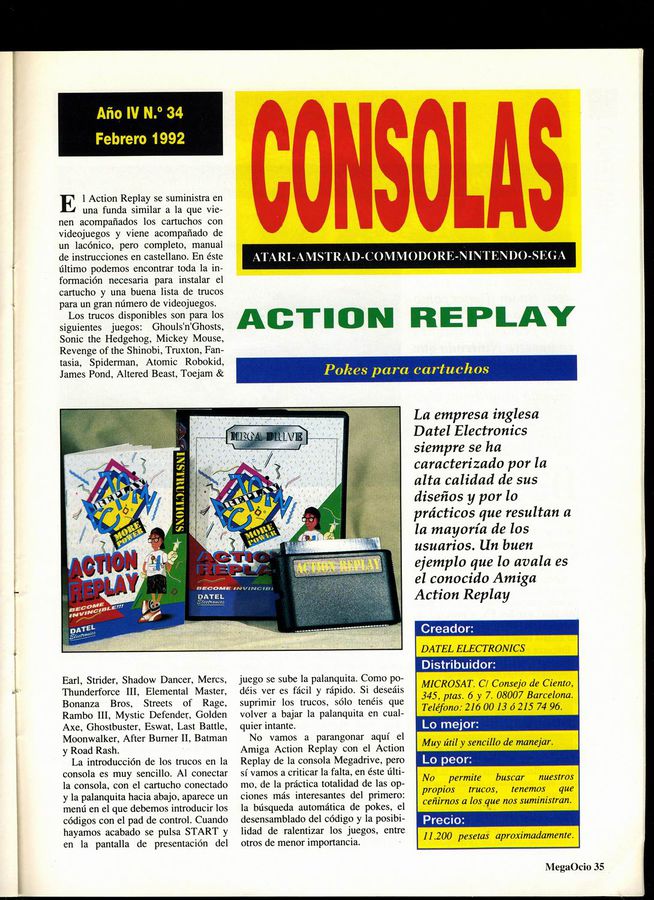 Año IV N.º 34
Febrero 1992
CONSOLAS
ATARI-AMSTRAD-COMMODORE-NINTENDO-SEGA
El Action Replay se suministra en
una funda similar a la que vie-
nen acompañados los cartuchos con
videojuegos y viene acompañado de
un lacónico, pero completo, manual
de instrucciones en castellano. En éste
último podemos encontrar toda la in-
formación necesaria para instalar el
cartucho y una buena lista de trucos
para un gran número de videojuegos.
Los trucos disponibles son para los
siguientes juegos: Ghouls'n'Ghosts,
Sonic the Hedgehog, Mickey Mouse,
Revenge of the Shinobi, Truxton, Fan-
tasia, Spiderman, Atomic Robokid,
James Pond, Altered Beast, Toejam &
ACTION REPLAY
Pokes para cartuchos
INSTRUCTIONS
MEGA DRIVE
REPLAY
ACTION
MORE
POWER
ACTION
REPLAY
BECOME
INVINCIBLE!!!
DATEL
Electronics
REPLAY
ACTION
MORE
POWER
ACTION
REPLA
BECOME INVINCIBL
DATEL
Electronics
ACTION REPLAY
La empresa inglesa
Datel Electronics
siempre se ha
caracterizado por la
alta calidad de sus
diseños y por lo
prácticos que resultan a
la mayoría de los
usuarios. Un buen
ejemplo que lo avala es
el conocido Amiga
Action Replay
Earl, Strider, Shadow Dancer, Mercs,
Thunderforce III, Elemental Master,
Bonanza Bros, Streets of Rage,
Rambo III, Mystic Defender, Golden
Axe, Ghostbuster, Eswat, Last Battle,
Moonwalker, After Burner II, Batman
y Road Rash.
La introducción de los trucos en la
consola es muy sencillo. Al conectar
la consola, con el cartucho conectado
y la palanquita hacia abajo, aparece un
menú en el que debemos introducir los
códigos con el pad de control. Cuando
hayamos acabado se pulsa START y
en la pantalla de presentación del
juego se sube la palanquita. Como po-
déis ver es fácil y rápido. Si deseáis
suprimir los trucos, sólo tenéis que
volver a bajar la palanquita en cual-
quier intante.
No vamos a parangonar aquí el
Amiga Action Replay con el Action
Replay de la consola Megadrive, pero
sí vamos a criticar la falta, en éste últi-
mo, de la práctica totalidad de las op-
ciones más interesantes del primero:
la búsqueda automática de pokes, el
desensamblado del código y la posibi-
lidad de ralentizar los juegos, entre
otros de menor importancia.
Creador:
DATEL ELECTRONICS
Distribuidor:
MICROSAT. C/ Consejo de Ciento,
345, ptas. 6 y 7. 08007 Barcelona.
Teléfono: 216 00 13 ó 215 74 96.
Lo mejor:
Muy útil y sencillo de manejar.
Lo peor:
No permite buscar nuestros
propios trucos, tenemos que
ceñirnos a los que nos suministran.
Precio:
11.200 pesetas aproximadamente.
MegaOcio 35